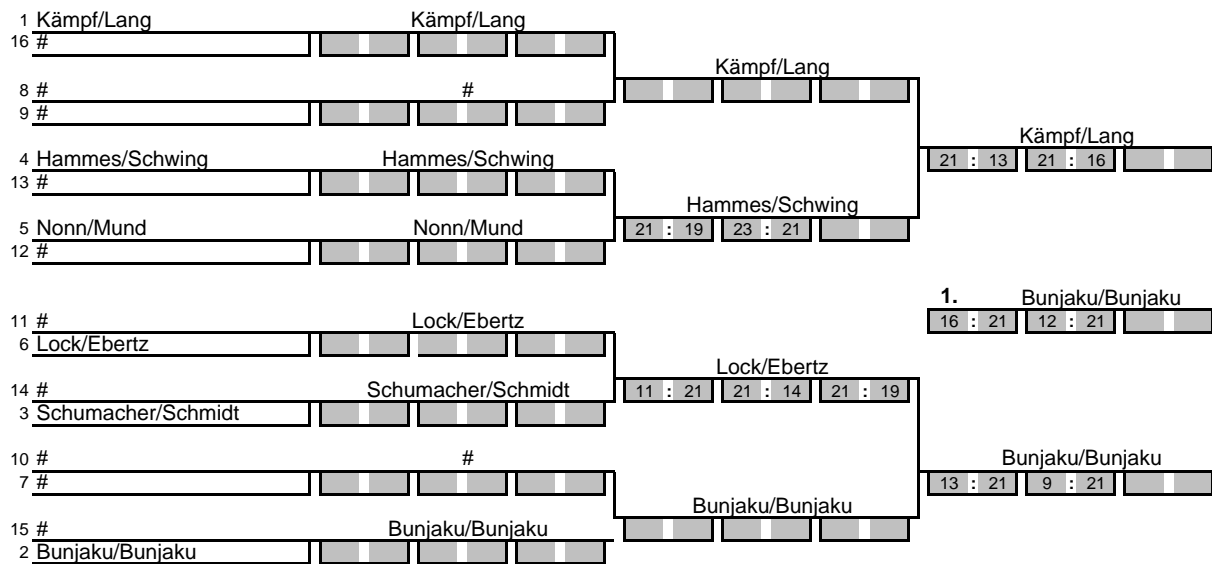 1 Kämpf/Lang Kämpf/Lang
16 #
Kämpf/Lang
8 # #
9 #
Kämpf/Lang
4 Hammes/Schwing Hammes/Schwing 21 : 13 21 : 16
13 #
Hammes/Schwing
5 Nonn/Mund Nonn/Mund 21 : 19 23 : 21
12 #
1. Bunjaku/Bunjaku
11 # Lock/Ebertz 16 : 21 12 : 21
6 Lock/Ebertz
Lock/Ebertz
14 # Schumacher/Schmidt 11 : 21 21 : 14 21 : 19
3 Schumacher/Schmidt
10 # # Bunjaku/Bunjaku
7 # 13 : 21 9 : 21
Bunjaku/Bunjaku
15 # Bunjaku/Bunjaku
2 Bunjaku/Bunjaku